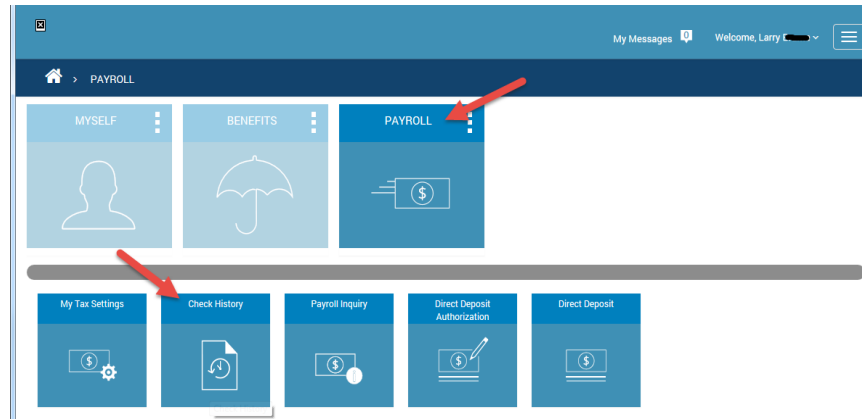 My Messages 0 Welcome, Larry
> PAYROLL
MYSELF BENEFITS PAYROLL
$
My Tax Settings Check History Payroll Inquiry Direct Deposit Direct Deposit
Authorization
$ $ $ $